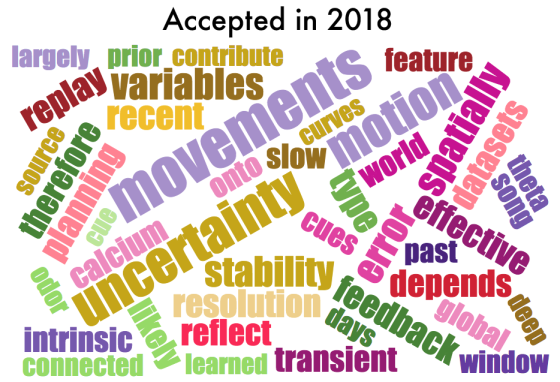 Accepted in 2018
largely
prior
contribute
feature
replay
variables
recent
movements
curves
motion
spatially
source
therefore
planning
onto
slow
world
datasets
theta
song
cue
calcium
uncertainty
type
cues
error
effective
past
odor
stability
depends
resolution
feedback
global
deep
likely
intrinsic
reflect
days
connected
learned
transient
window